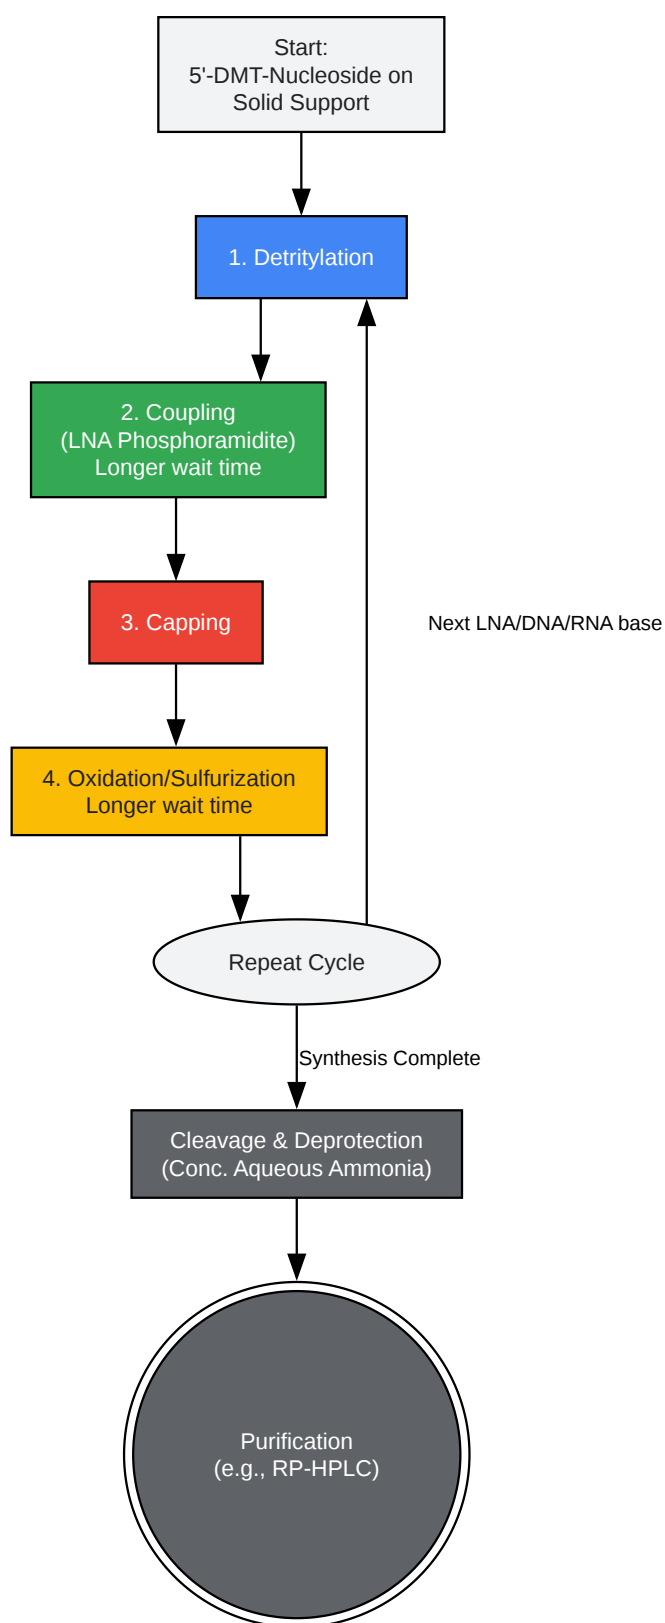 Start:
5'-DMT-Nucleoside on
Solid Support
1. Detritylation
2. Coupling
(LNA Phosphoramidite)
Longer wait time
3. Capping
Next LNA/DNA/RNA base
4. Oxidation/Sulfurization
Longer wait time
Repeat Cycle
Synthesis Complete
Cleavage & Deprotection
(Conc. Aqueous Ammonia)
Purification
(e.g., RP-HPLC)